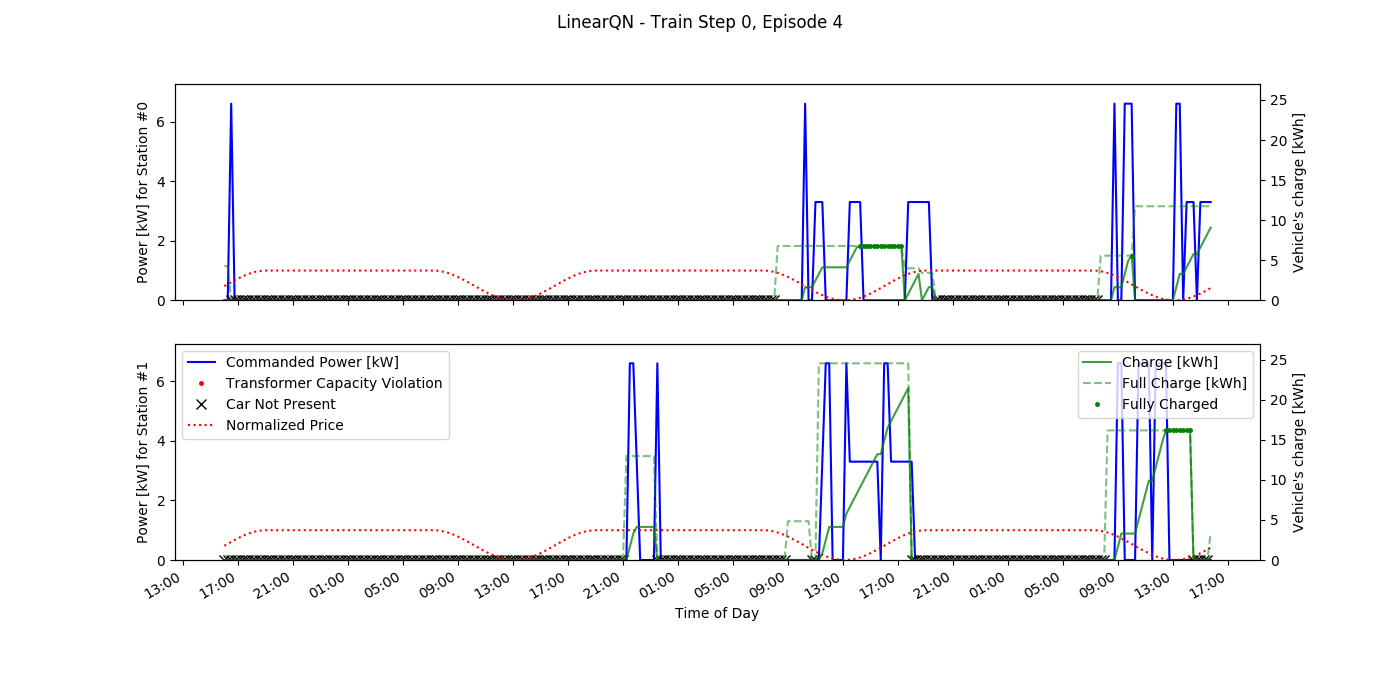 LinearQN - Train Step 0, Episode 4
Power [kW] for Station #0
6
4
2
0
25
20
15
10
5
0
Vehicle's charge [kWh]
Power [kW] for Station #1
6
4
2
0
Commanded Power [kW]
Transformer Capacity Violation
Car Not Present
Normalized Price
Charge [kWh]
Full Charge [kWh]
Fully Charged
25
20
15
10
5
0
Vehicle's charge [kWh]
13:00 17:00 21:00 01:00 05:00 09:00 13:00 17:00 21:00 01:00 05:00 09:00 13:00 17:00 21:00 01:00 05:00 09:00 13:00 17:00
Time of Day